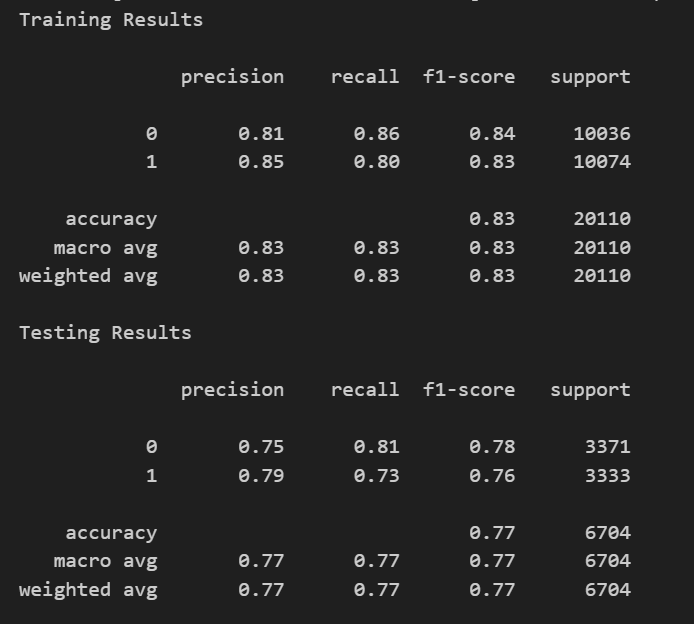 Training Results
precision recall f1-score support
0 0.81 0.86 0.84 10036
1 0.85 0.80 0.83 10074
accuracy 0.83 20110
macro avg 0.83 0.83 0.83 20110
weighted avg 0.83 0.83 0.83 20110
Testing Results
precision recall f1-score support
0 0.75 0.81 0.78 3371
1 0.79 0.73 0.76 3333
accuracy 0.77 6704
macro avg 0.77 0.77 0.77 6704
weighted avg 0.77 0.77 0.77 6704